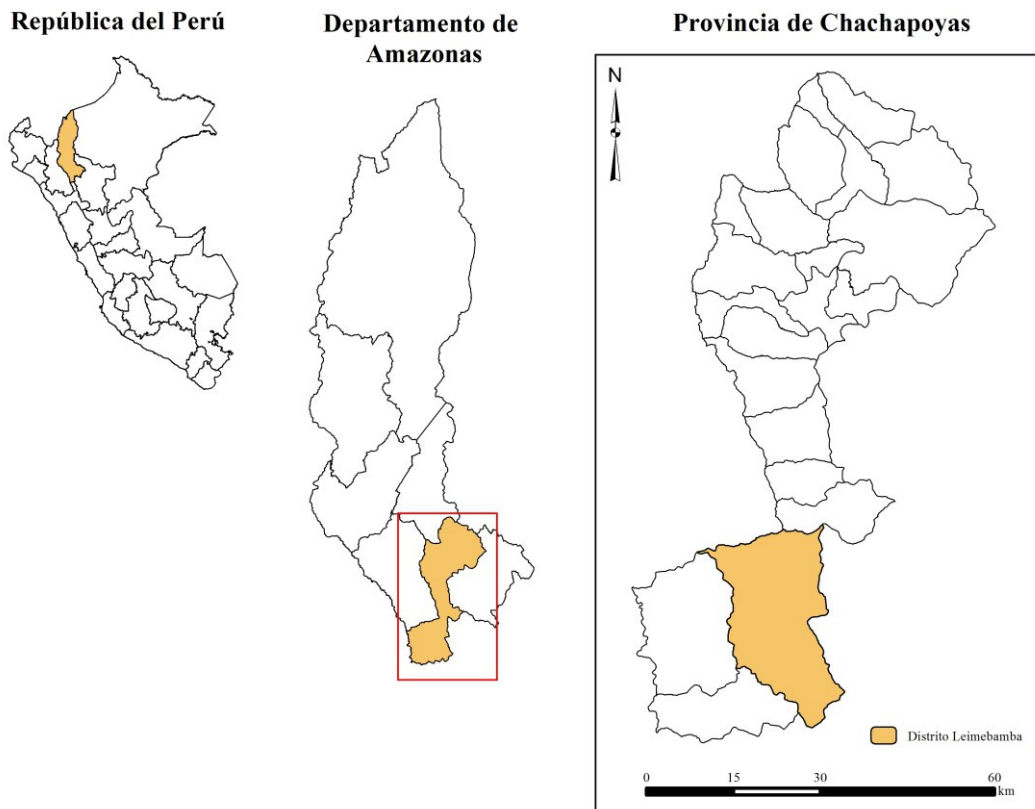 República del Perú
Departamento de
Amazonas
Provincia de Chachapoyas
N
Distrito Leimebamba
0 15 30 60
km